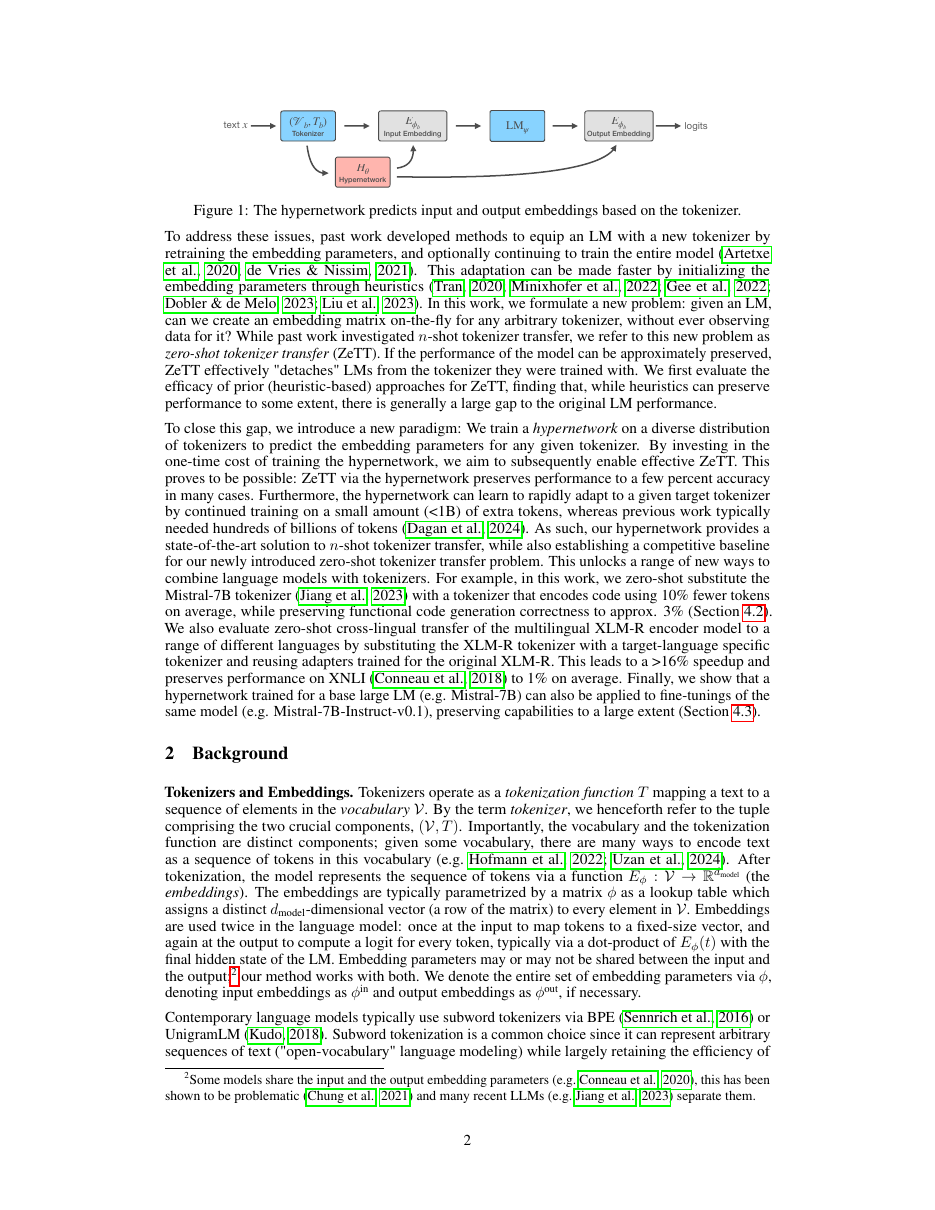 text x
(𝒱b, Tb)
Tokenizer
Eϕb
Input Embedding
LMψ
Eϕb
Output Embedding
logits
Hθ
Hypernetwork
Figure 1: The hypernetwork predicts input and output embeddings based on the tokenizer.
To address these issues, past work developed methods to equip an LM with a new tokenizer by
retraining the embedding parameters, and optionally continuing to train the entire model (Artetxe
et al., 2020; de Vries & Nissim, 2021). This adaptation can be made faster by initializing the
embedding parameters through heuristics (Tran, 2020; Minixhofer et al., 2022; Gee et al., 2022;
Dobler & de Melo, 2023; Liu et al., 2023). In this work, we formulate a new problem: given an LM,
can we create an embedding matrix on-the-fly for any arbitrary tokenizer, without ever observing
data for it? While past work investigated n-shot tokenizer transfer, we refer to this new problem as
zero-shot tokenizer transfer (ZeTT). If the performance of the model can be approximately preserved,
ZeTT effectively "detaches" LMs from the tokenizer they were trained with. We first evaluate the
efficacy of prior (heuristic-based) approaches for ZeTT, finding that, while heuristics can preserve
performance to some extent, there is generally a large gap to the original LM performance.
To close this gap, we introduce a new paradigm: We train a hypernetwork on a diverse distribution
of tokenizers to predict the embedding parameters for any given tokenizer. By investing in the
one-time cost of training the hypernetwork, we aim to subsequently enable effective ZeTT. This
proves to be possible: ZeTT via the hypernetwork preserves performance to a few percent accuracy
in many cases. Furthermore, the hypernetwork can learn to rapidly adapt to a given target tokenizer
by continued training on a small amount (<1B) of extra tokens, whereas previous work typically
needed hundreds of billions of tokens (Dagan et al., 2024). As such, our hypernetwork provides a
state-of-the-art solution to n-shot tokenizer transfer, while also establishing a competitive baseline
for our newly introduced zero-shot tokenizer transfer problem. This unlocks a range of new ways to
combine language models with tokenizers. For example, in this work, we zero-shot substitute the
Mistral-7B tokenizer (Jiang et al., 2023) with a tokenizer that encodes code using 10% fewer tokens
on average, while preserving functional code generation correctness to approx. 3% (Section 4.2).
We also evaluate zero-shot cross-lingual transfer of the multilingual XLM-R encoder model to a
range of different languages by substituting the XLM-R tokenizer with a target-language specific
tokenizer and reusing adapters trained for the original XLM-R. This leads to a >16% speedup and
preserves performance on XNLI (Conneau et al., 2018) to 1% on average. Finally, we show that a
hypernetwork trained for a base large LM (e.g. Mistral-7B) can also be applied to fine-tunings of the
same model (e.g. Mistral-7B-Instruct-v0.1), preserving capabilities to a large extent (Section 4.3).
2 Background
Tokenizers and Embeddings. Tokenizers operate as a tokenization function T mapping a text to a
sequence of elements in the vocabulary 𝒱. By the term tokenizer, we henceforth refer to the tuple
comprising the two crucial components, (𝒱, T). Importantly, the vocabulary and the tokenization
function are distinct components; given some vocabulary, there are many ways to encode text
as a sequence of tokens in this vocabulary (e.g. Hofmann et al., 2022; Uzan et al., 2024). After
tokenization, the model represents the sequence of tokens via a function Eϕ : 𝒱 → ℝ^dmodel (the
embeddings). The embeddings are typically parametrized by a matrix ϕ as a lookup table which
assigns a distinct dmodel-dimensional vector (a row of the matrix) to every element in 𝒱. Embeddings
are used twice in the language model: once at the input to map tokens to a fixed-size vector, and
again at the output to compute a logit for every token, typically via a dot-product of Eϕ(t) with the
final hidden state of the LM. Embedding parameters may or may not be shared between the input and
the output;² our method works with both. We denote the entire set of embedding parameters via ϕ,
denoting input embeddings as ϕ^in and output embeddings as ϕ^out, if necessary.
Contemporary language models typically use subword tokenizers via BPE (Sennrich et al., 2016) or
UnigramLM (Kudo, 2018). Subword tokenization is a common choice since it can represent arbitrary
sequences of text ("open-vocabulary" language modeling) while largely retaining the efficiency of
²Some models share the input and the output embedding parameters (e.g. Conneau et al., 2020), this has been
shown to be problematic (Chung et al., 2021) and many recent LLMs (e.g. Jiang et al., 2023) separate them.
2